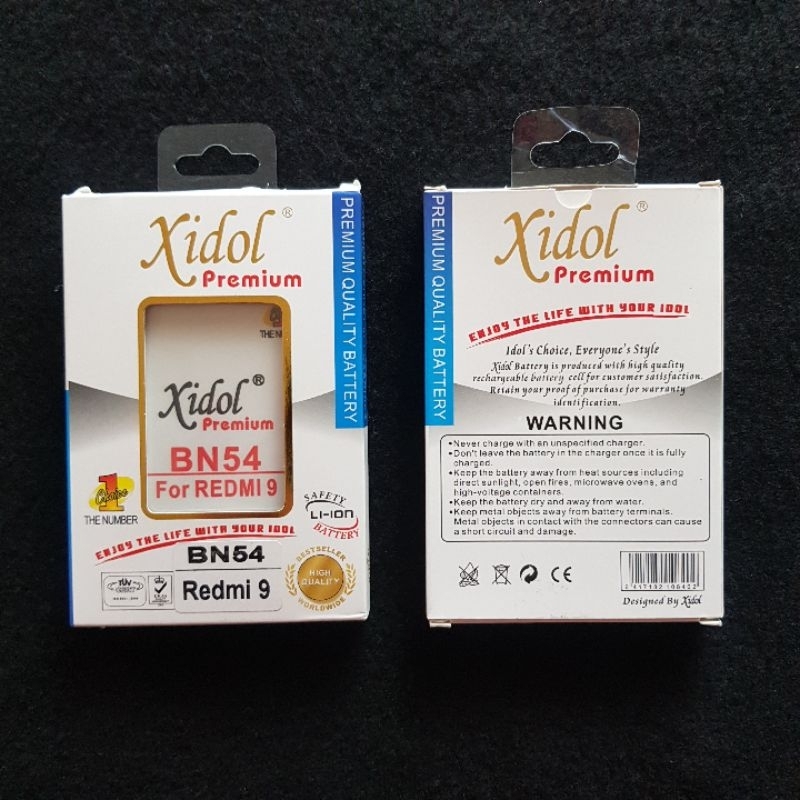 Xidol®
Premium
PREMIUM QUALITY BATTERY
THE
Xidol®
Premium
BN54
For REDMI 9
1
Choice
THE NUMBER
SAFETY
LI-ION
BATTERY
ENJOY THE LIFE WITH YOUR IDOL
BN54
Redmi 9
TÜV
BESTSELLER
HIGH
QUALITY
WORLDWIDE
PREMIUM QUALITY BATTERY
Xidol®
Premium
ENJOY THE LIFE WITH YOUR IDOL
Idol's Choice, Everyone's Style
Xidol Battery is produced with high quality
rechargeable battery cell for customer satisfaction.
Retain your proof of purchase for warranty
identification.
WARNING
•Never charge with an unspecified charger.
•Don't leave the battery in the charger once it is fully
charged.
•Keep the battery away from heat sources including
direct sunlight, open fires, microwave ovens, and
high-voltage containers.
•Keep the battery dry and away from water.
•Keep metal objects away from battery terminals.
Metal objects in contact with the connectors can cause
a short circuit and damage.
CE
Designed By Xidol